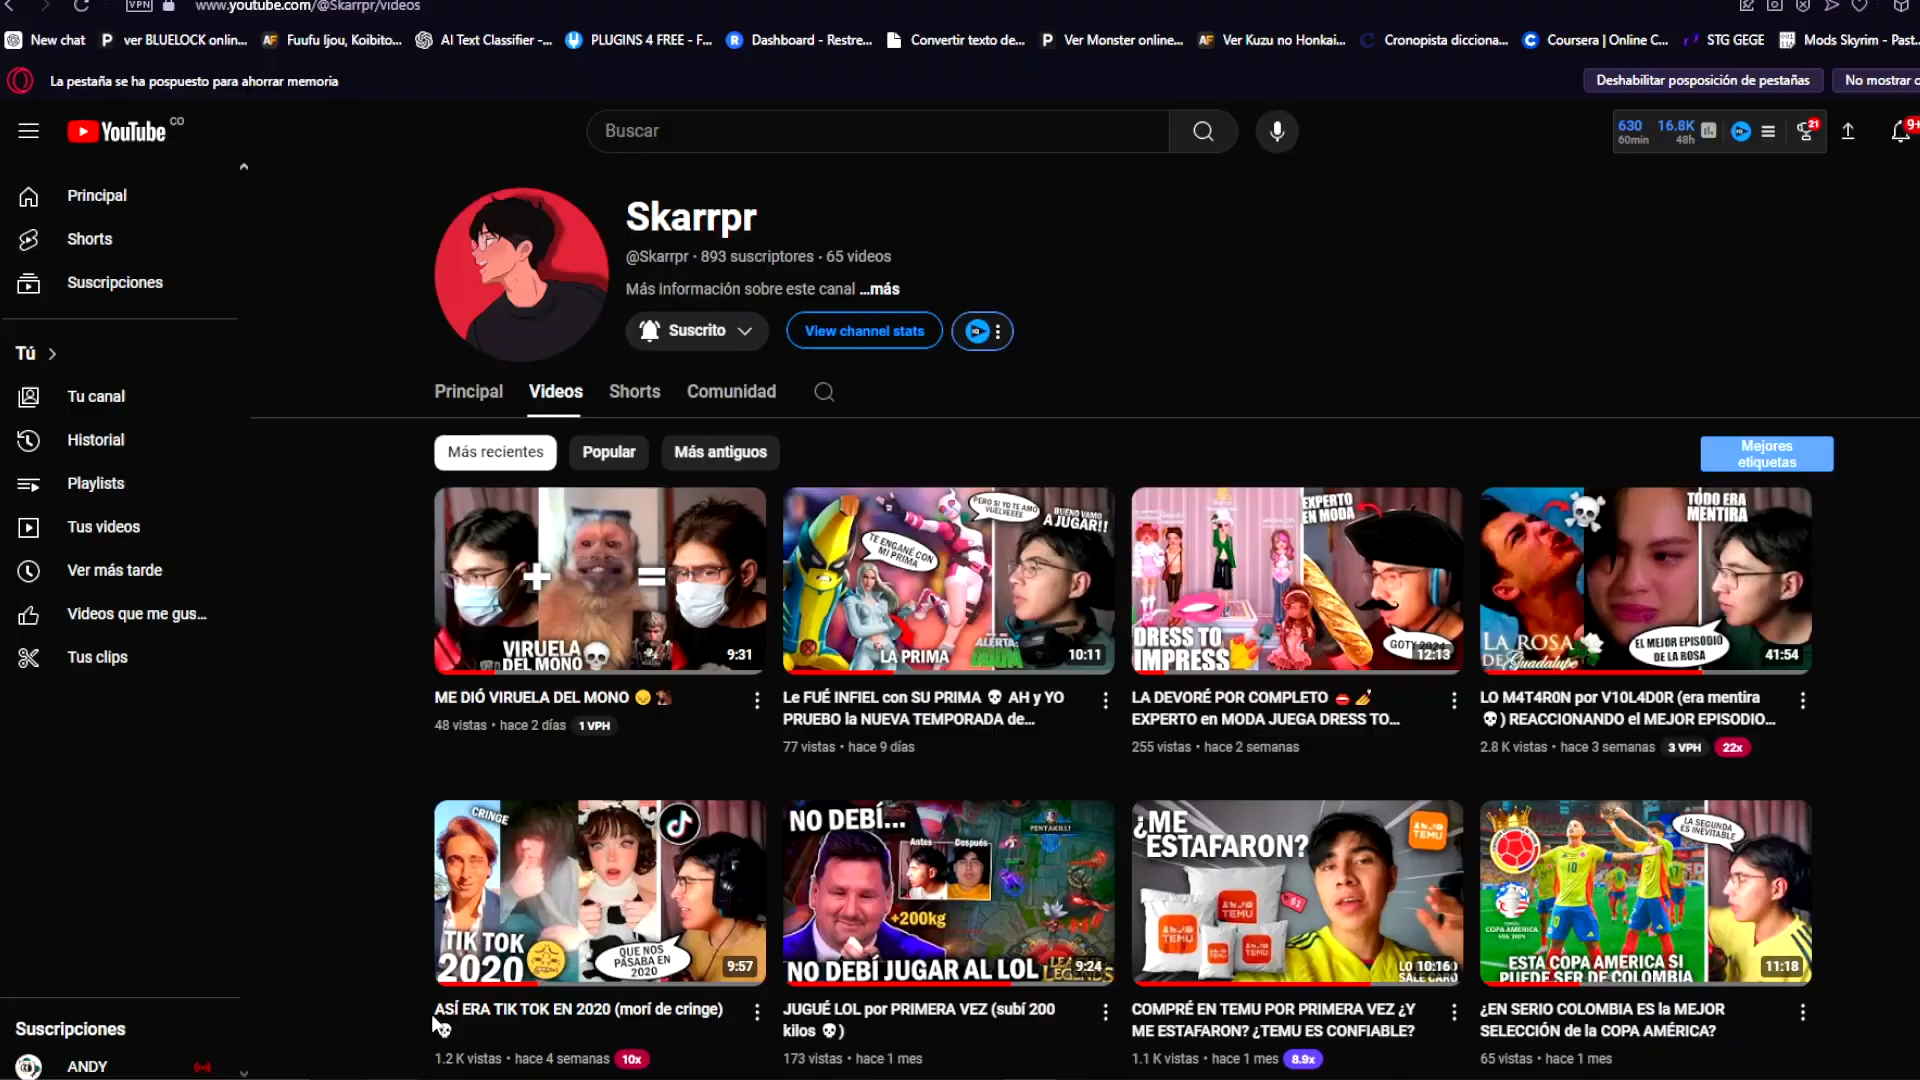 VPN
www.youtube.com/@Skarrpr/videos
New chat
ver BLUELOCK onlin...
Fuufu Ijou, Koibito...
AI Text Classifier -...
PLUGINS 4 FREE - F...
Dashboard - Restre...
Convertir texto de...
Ver Monster online...
Ver Kuzu no Honkai...
Cronopista dicciona...
Coursera | Online C...
STG GEGE
Mods Skyrim - Past...
La pestaña se ha pospuesto para ahorrar memoria
Deshabilitar posposición de pestañas
No mostrar
YouTube CO
Buscar
630
60min
16.8K
48h
21
9+
Principal
Shorts
Suscripciones
Tú
Tu canal
Historial
Playlists
Tus videos
Ver más tarde
Videos que me gus...
Tus clips
Suscripciones
ANDY
Skarrpr
@Skarrpr · 893 suscriptores · 65 videos
Más información sobre este canal ...más
Suscrito
View channel stats
Principal
Videos
Shorts
Comunidad
Más recientes
Popular
Más antiguos
Mejores
etiquetas
VIRUELA
DEL MONO
9:31
ME DIÓ VIRUELA DEL MONO 😞 🐒
48 vistas • hace 2 días 1 VPH
PERO SI YO TE AMO
VUELVEEEE
BUENO VAMO
A JUGAR!!
TE ENGAÑÉ CON
MI PRIMA
LA PRIMA
ALERTA:
10:11
Le FUÉ INFIEL con SU PRIMA 💀 AH y YO
PRUEBO la NUEVA TEMPORADA de...
77 vistas • hace 9 días
EXPERTO
EN MODA
DRESS TO
IMPRESS
GOTY 2024
12:13
LA DEVORÉ POR COMPLETO 👄 💅
EXPERTO en MODA JUEGA DRESS TO...
255 vistas • hace 2 semanas
TODO ERA
MENTIRA
LA ROSA
DE Guadalupe
EL MEJOR EPISODIO
DE LA ROSA
41:54
LO M4T4R0N por V10L4D0R (era mentira
💀) REACCIONANDO el MEJOR EPISODIO...
2.8 K vistas • hace 3 semanas 3 VPH 22x
CRINGE
TIK TOK
2020
QUE NOS
PASABA EN
2020
9:57
ASÍ ERA TIK TOK EN 2020 (morí de cringe)
💀
1.2 K vistas • hace 4 semanas 10x
NO DEBÍ...
Antes
Después
PENTAKILL!
+200kg
NO DEBÍ JUGAR AL LOL
LEAGUE
LEGENDS
9:24
JUGUÉ LOL por PRIMERA VEZ (subí 200
kilos 💀)
173 vistas • hace 1 mes
¿ME
ESTAFARON?
TEMU
$1
TEMU
TEMU
TEMU
TEMU
LO
SALE CARO
10:16
COMPRÉ EN TEMU POR PRIMERA VEZ ¿Y
ME ESTAFARON? ¿TEMU ES CONFIABLE?
1.1 K vistas • hace 1 mes 8.9x
LA SEGUNDA
ES INEVITABLE
10
COPA AMERICA
ESTA COPA AMERICA SI
PUEDE SER DE COLOMBIA
11:18
¿EN SERIO COLOMBIA ES la MEJOR
SELECCIÓN de la COPA AMÉRICA?
65 vistas • hace 1 mes